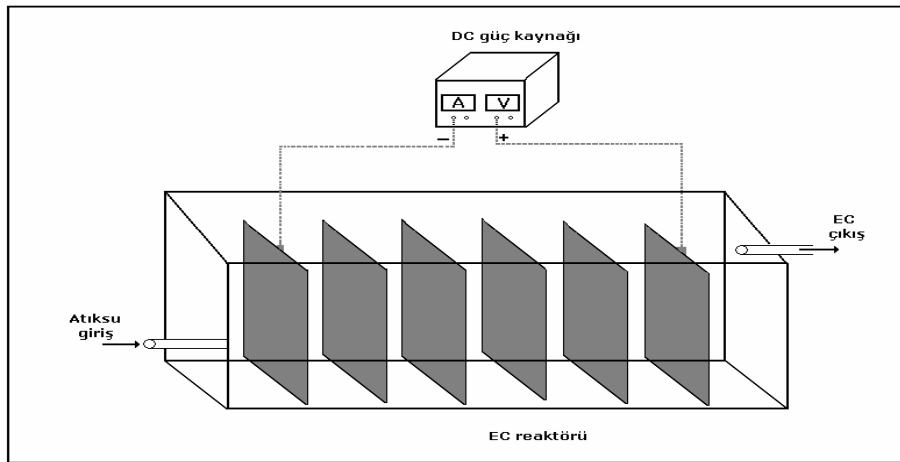 DC güç kaynağı
A V
− +
EC
çıkış
Atıksu
giriş
EC reaktörü